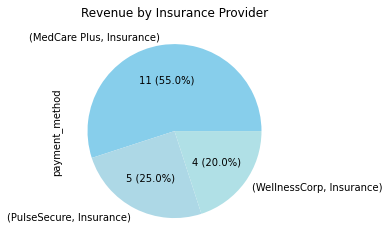 Revenue by Insurance Provider
(MedCare Plus, Insurance)
11 (55.0%)
payment_method
4 (20.0%)
5 (25.0%)
(WellnessCorp, Insurance)
(PulseSecure, Insurance)